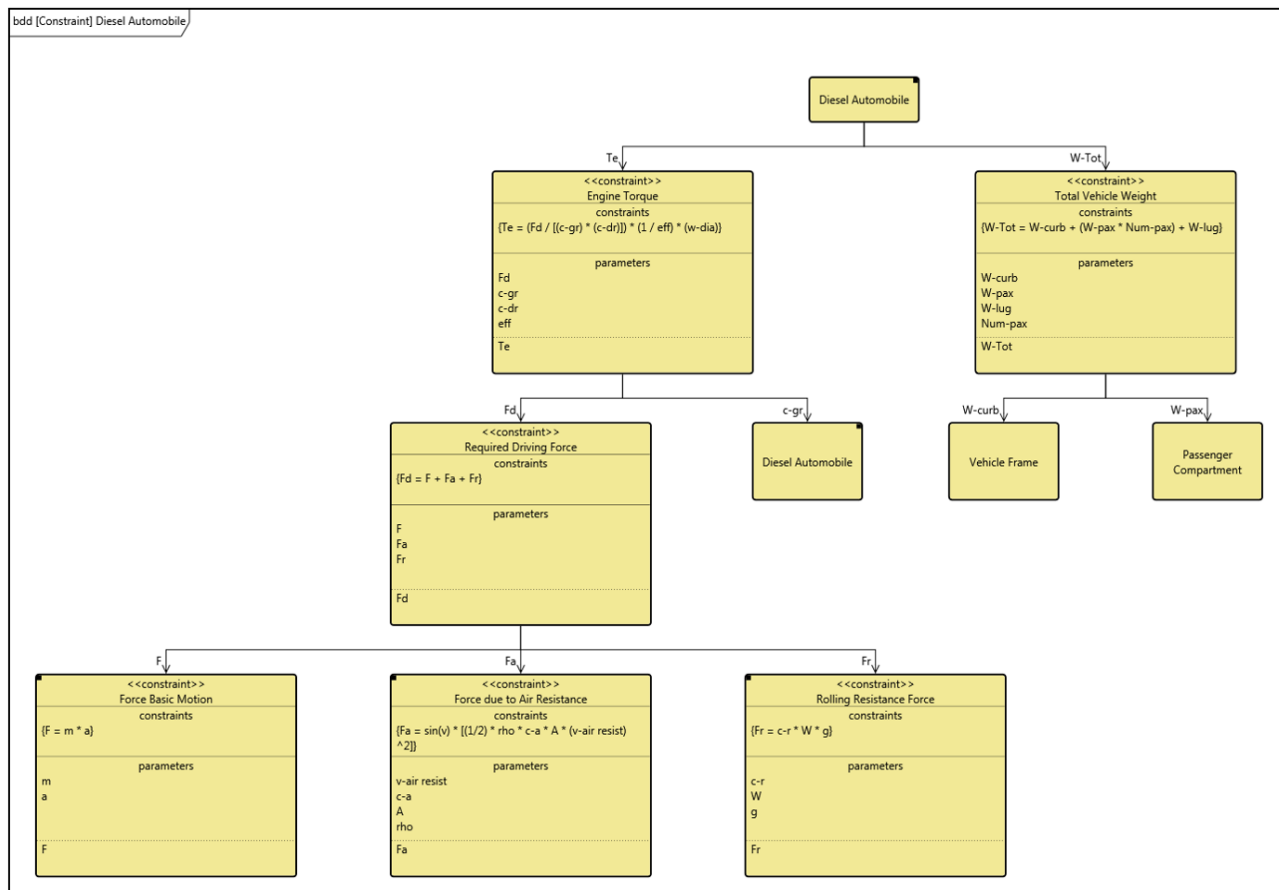 bdd [Constraint] Diesel Automobile
Diesel Automobile
Te
W-Tot
<<constraint>>
Engine Torque
constraints
{Te = (Fd / [(c-gr) * (c-dr)]) * (1 / eff) * (w-dia)}
parameters
Fd
c-gr
c-dr
eff
Te
<<constraint>>
Total Vehicle Weight
constraints
{W-Tot = W-curb + (W-pax * Num-pax) + W-lug}
parameters
W-curb
W-pax
W-lug
Num-pax
W-Tot
Fd
c-gr
W-curb
W-pax
<<constraint>>
Required Driving Force
constraints
{Fd = F + Fa + Fr}
parameters
F
Fa
Fr
Fd
Diesel Automobile
Vehicle Frame
Passenger
Compartment
F
Fa
Fr
<<constraint>>
Force Basic Motion
constraints
{F = m * a}
parameters
m
a
F
<<constraint>>
Force due to Air Resistance
constraints
{Fa = sin(v) * [(1/2) * rho * c-a * A * (v-air resist)
^2]}
parameters
v-air resist
c-a
A
rho
Fa
<<constraint>>
Rolling Resistance Force
constraints
{Fr = c-r * W * g}
parameters
c-r
W
g
Fr